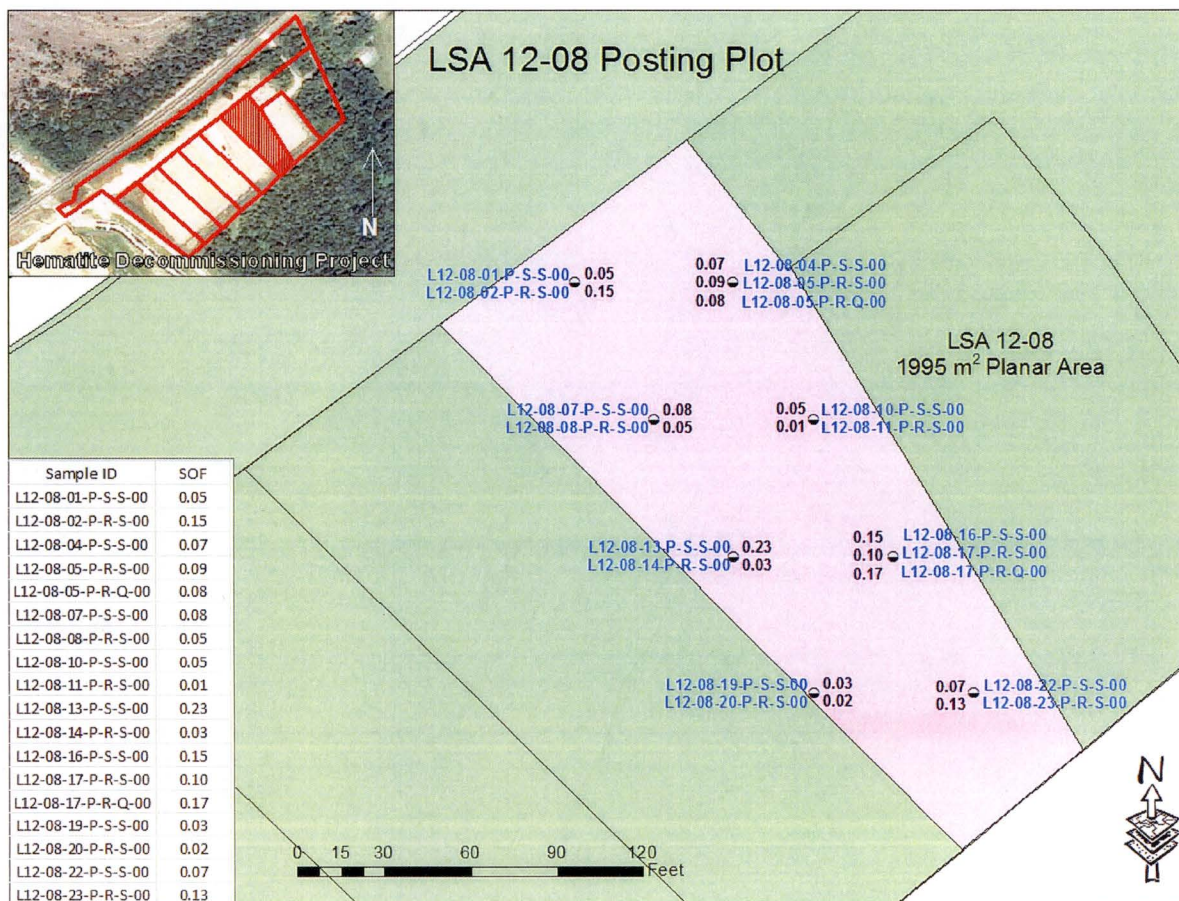 LSA 12-08 Posting Plot
N
Hematite Decommissioning Project
L12-08-01-P-S-S-00 0.05
L12-08-02-P-R-S-00 0.15
0.07 L12-08-04-P-S-S-00
0.09 L12-08-05-P-R-S-00
0.08 L12-08-05-P-R-Q-00
LSA 12-08
1995 m² Planar Area
L12-08-07-P-S-S-00 0.08
L12-08-08-P-R-S-00 0.05
0.05 L12-08-10-P-S-S-00
0.01 L12-08-11-P-R-S-00
L12-08-13-P-S-S-00 0.23
L12-08-14-P-R-S-00 0.03
0.15 L12-08-16-P-S-S-00
0.10 L12-08-17-P-R-S-00
0.17 L12-08-17-P-R-Q-00
L12-08-19-P-S-S-00 0.03
L12-08-20-P-R-S-00 0.02
0.07 L12-08-22-P-S-S-00
0.13 L12-08-23-P-R-S-00
Sample ID SOF
L12-08-01-P-S-S-00 0.05
L12-08-02-P-R-S-00 0.15
L12-08-04-P-S-S-00 0.07
L12-08-05-P-R-S-00 0.09
L12-08-05-P-R-Q-00 0.08
L12-08-07-P-S-S-00 0.08
L12-08-08-P-R-S-00 0.05
L12-08-10-P-S-S-00 0.05
L12-08-11-P-R-S-00 0.01
L12-08-13-P-S-S-00 0.23
L12-08-14-P-R-S-00 0.03
L12-08-16-P-S-S-00 0.15
L12-08-17-P-R-S-00 0.10
L12-08-17-P-R-Q-00 0.17
L12-08-19-P-S-S-00 0.03
L12-08-20-P-R-S-00 0.02
L12-08-22-P-S-S-00 0.07
L12-08-23-P-R-S-00 0.13
0 15 30 60 90 120
Feet
N